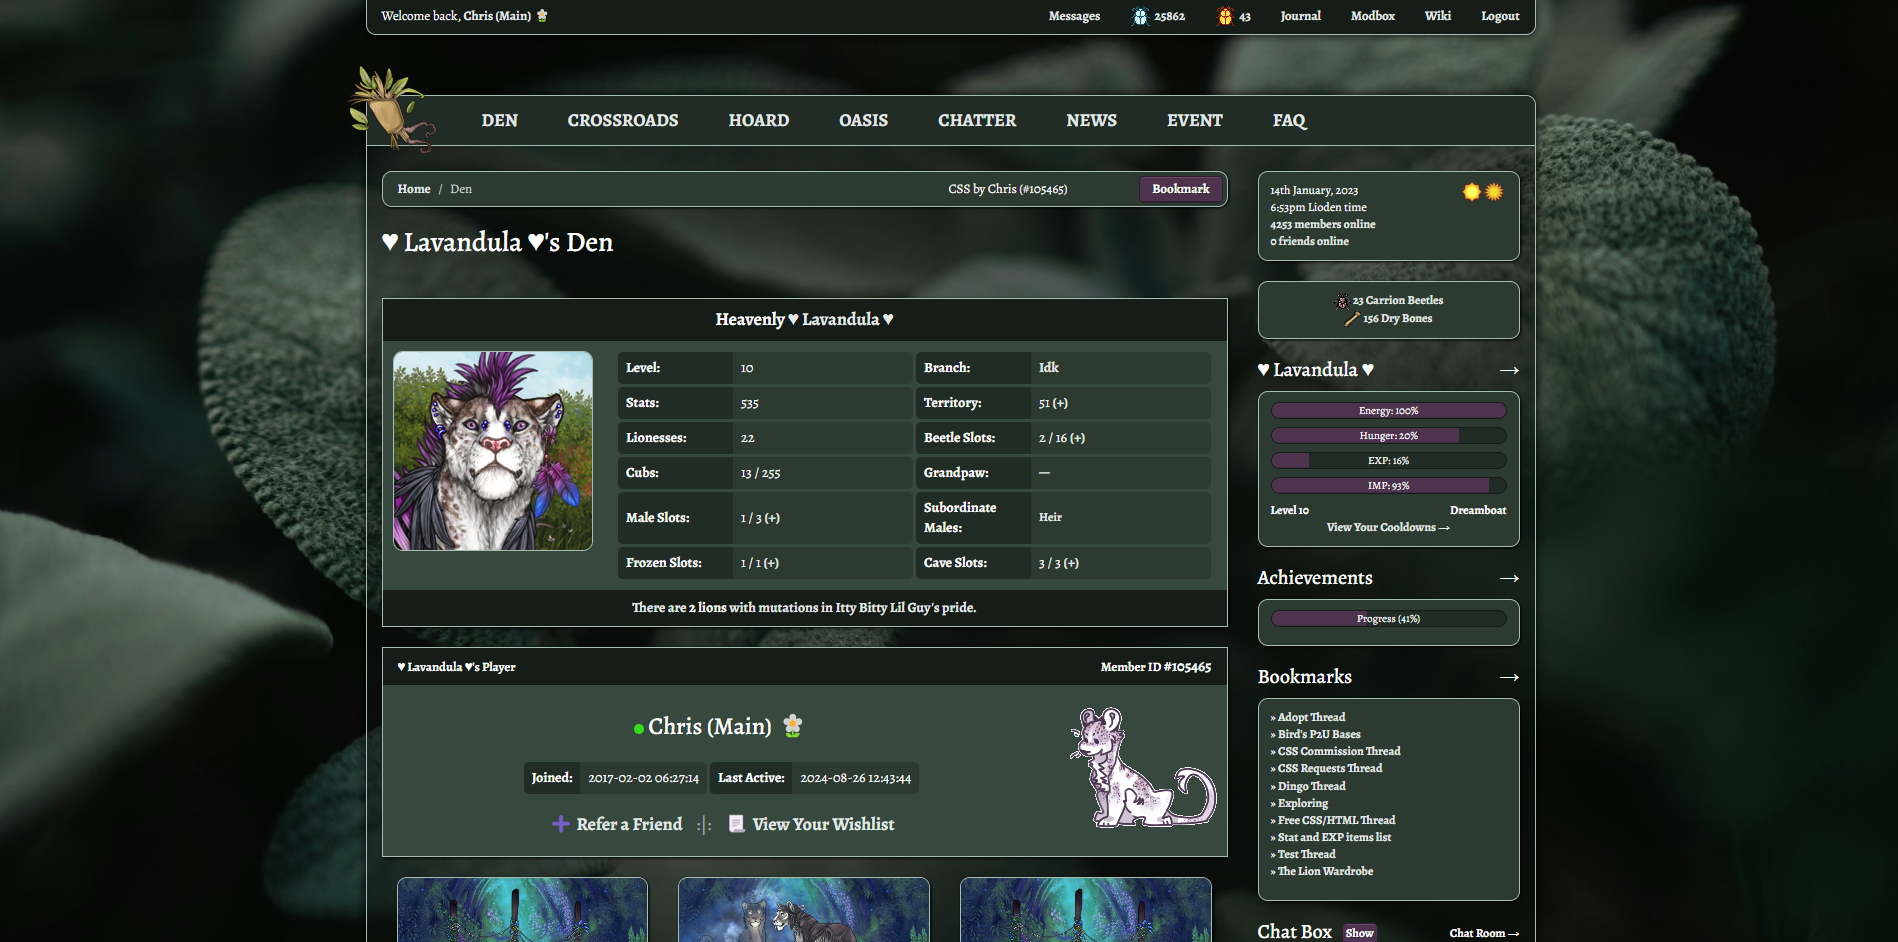 Welcome back, Chris (Main)
Messages 25862 43 Journal Modbox Wiki Logout
DEN CROSSROADS HOARD OASIS CHATTER NEWS EVENT FAQ
Home / Den CSS by Chris (#105465) Bookmark
♥ Lavandula ♥'s Den
Heavenly ♥ Lavandula ♥
Level: 10 Branch: Idk
Stats: 535 Territory: 51 (+)
Lionesses: 22 Beetle Slots: 2 / 16 (+)
Cubs: 13 / 255 Grandpaw: —
Male Slots: 1 / 3 (+) Subordinate Males: Heir
Frozen Slots: 1 / 1 (+) Cave Slots: 3 / 3 (+)
There are 2 lions with mutations in Itty Bitty Lil Guy's pride.
♥ Lavandula ♥'s Player Member ID #105465
Chris (Main)
Joined: 2017-02-02 06:27:14 Last Active: 2024-08-26 12:43:44
Refer a Friend :|: View Your Wishlist
14th January, 2023
6:53pm Lioden time
4253 members online
0 friends online
23 Carrion Beetles
156 Dry Bones
♥ Lavandula ♥ →
Energy: 100%
Hunger: 20%
EXP: 16%
IMP: 93%
Level 10 Dreamboat
View Your Cooldowns →
Achievements →
Progress (41%)
Bookmarks →
» Adopt Thread
» Bird's P2U Bases
» CSS Commission Thread
» CSS Requests Thread
» Dingo Thread
» Exploring
» Free CSS/HTML Thread
» Stat and EXP items list
» Test Thread
» The Lion Wardrobe
Chat Box Show Chat Room →